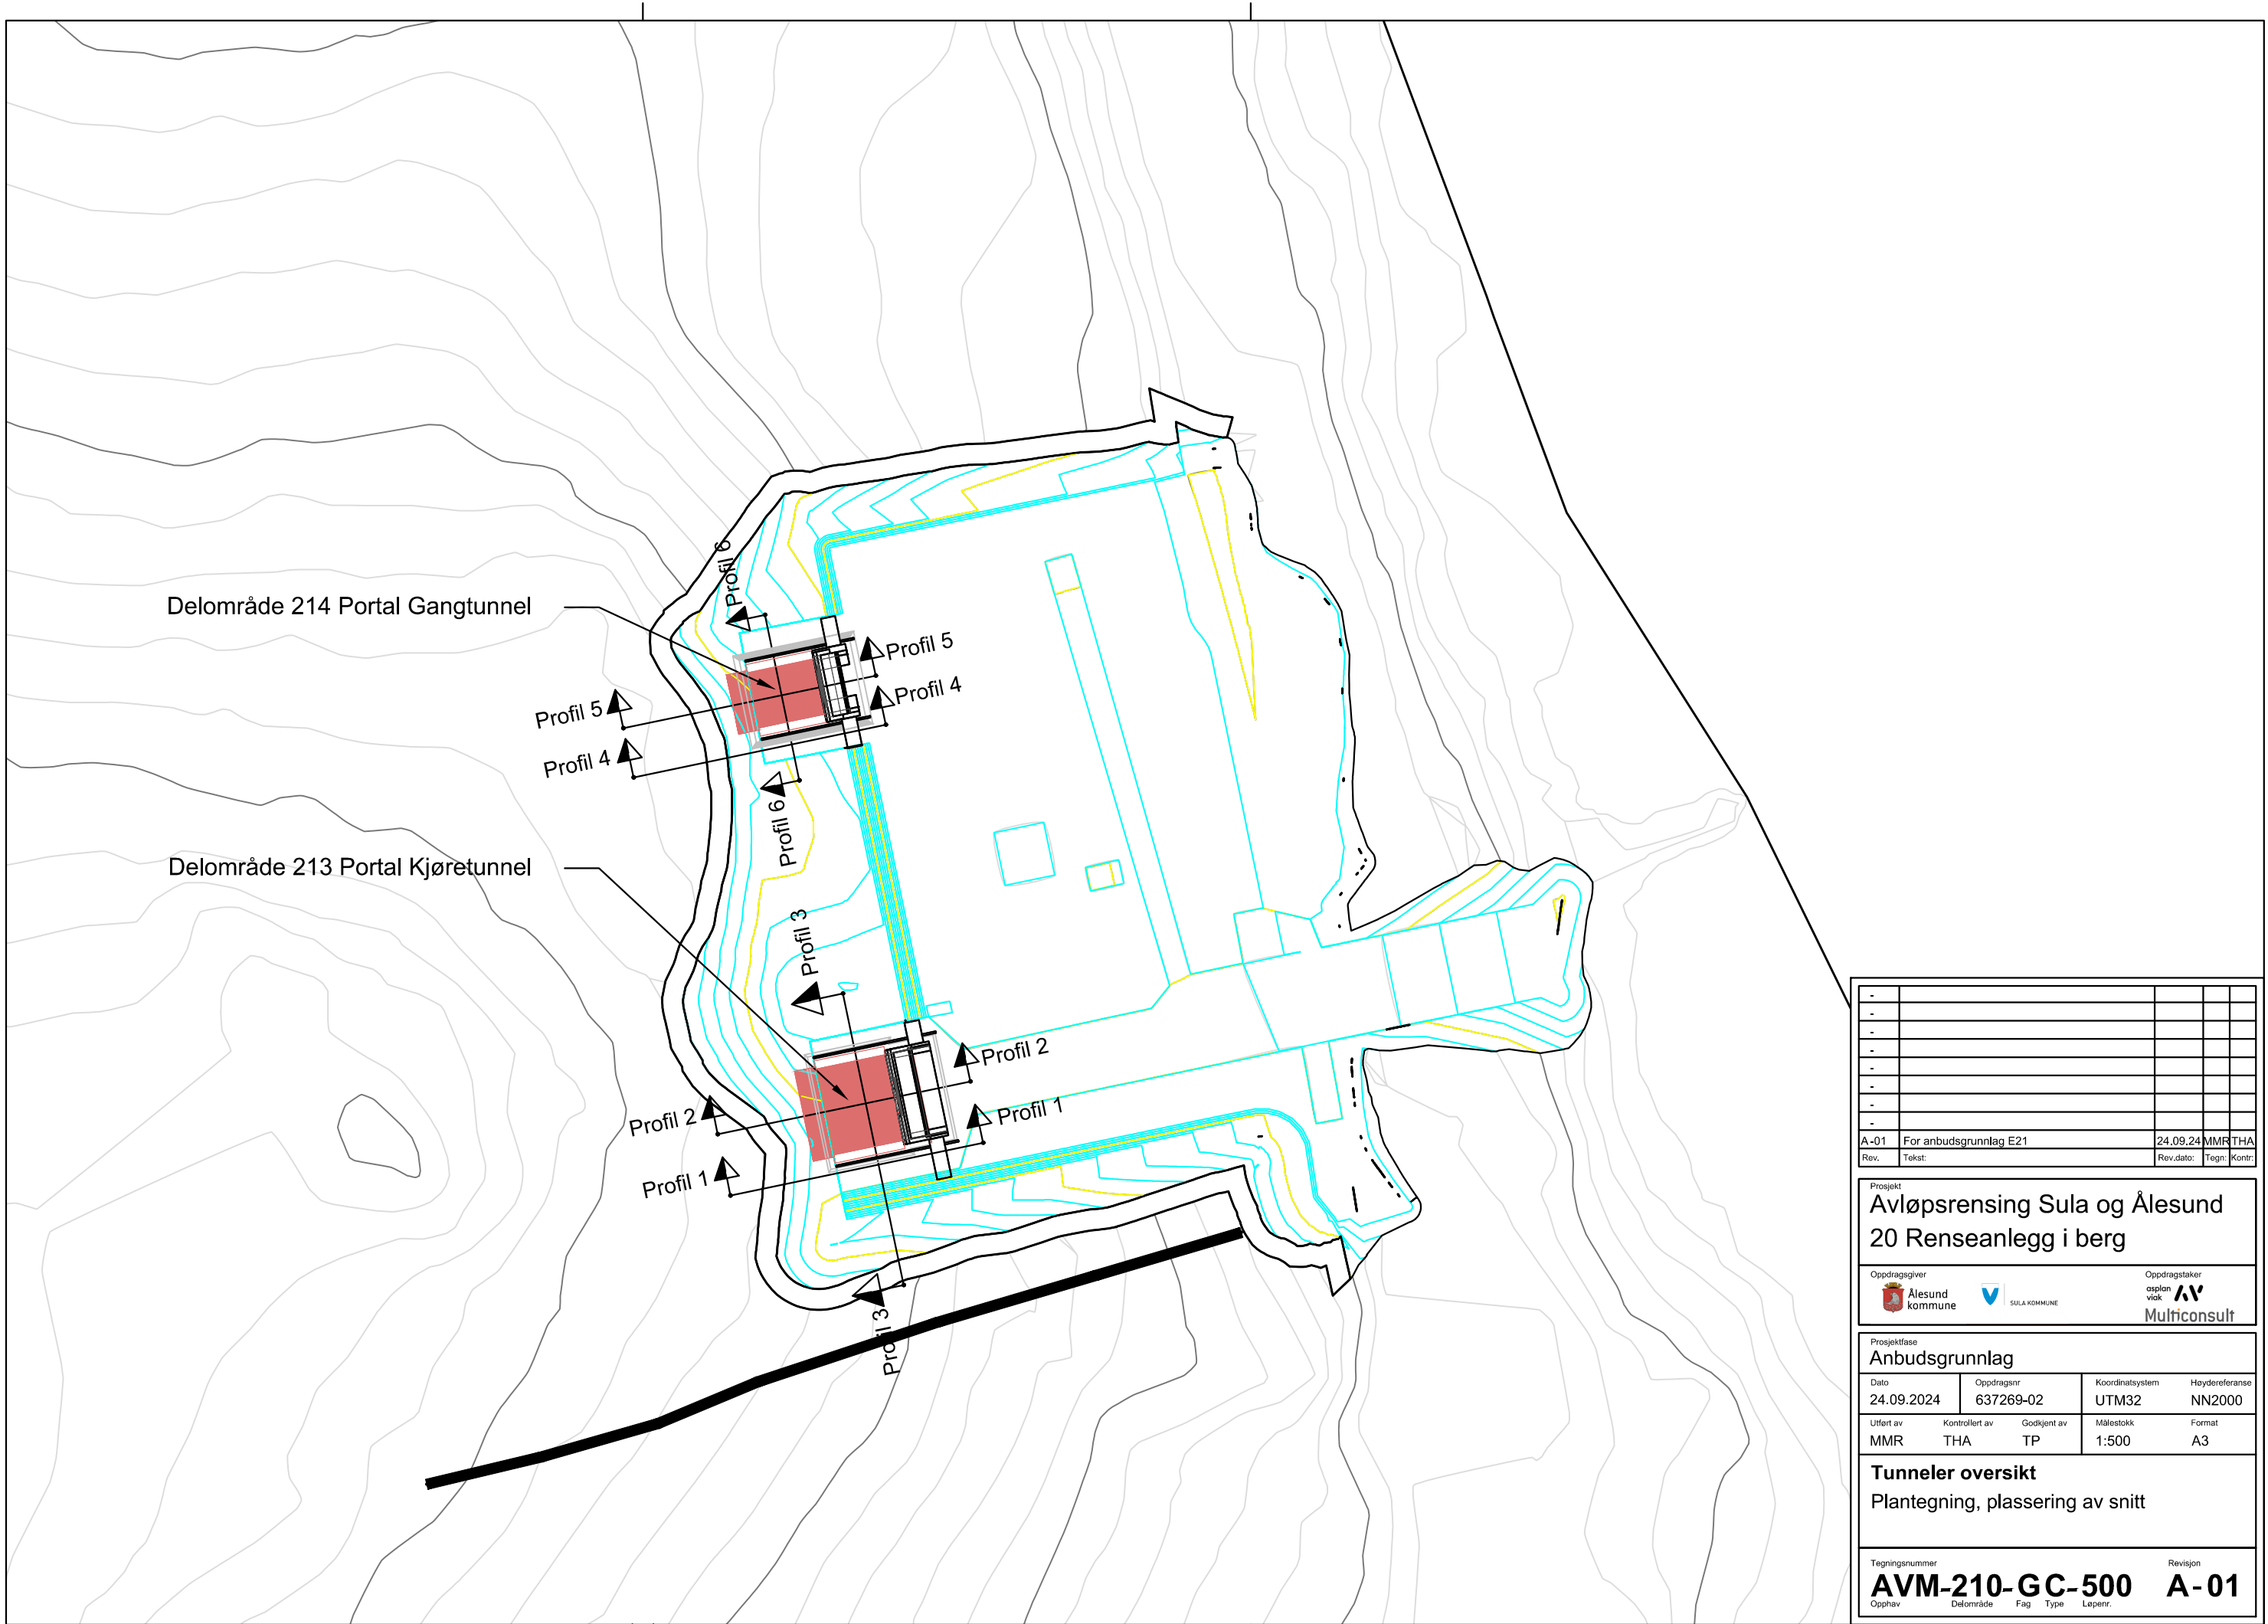 Profil 6
Delområde 214 Portal Gangtunnel
Profil 5
Profil 5
Profil 4
Profil 4
Profil 6
Delområde 213 Portal Kjøretunnel
Profil 3
Profil 2
Profil 2
Profil 1
Profil 1
Profil 3
-
-
-
-
-
-
-
-
A-01 For anbudsgrunnlag E21 24.09.24 MMR THA
Rev. Tekst: Rev.dato: Tegn: Kontr:
Prosjekt
Avløpsrensing Sula og Ålesund
20 Renseanlegg i berg
Oppdragsgiver Oppdragstaker
Ålesund
kommune
SULA KOMMUNE
asplan
viak
Multiconsult
Prosjektfase
Anbudsgrunnlag
Dato Oppdragsnr Koordinatsystem Høydereferanse
24.09.2024 637269-02 UTM32 NN2000
Utført av Kontrollert av Godkjent av Målestokk Format
MMR THA TP 1:500 A3
Tunneler oversikt
Plantegning, plassering av snitt
Tegningsnummer Revisjon
AVM-210-GC-500 A-01
Opphav Delområde Fag Type Løpenr.